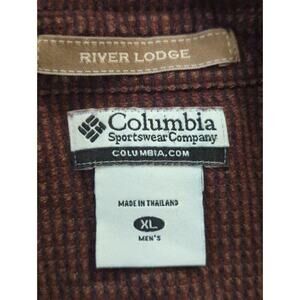 RIVER LODGE
Columbia
Sportswear Company
COLUMBIA.COM
MADE IN THAILAND
XL
MEN'S